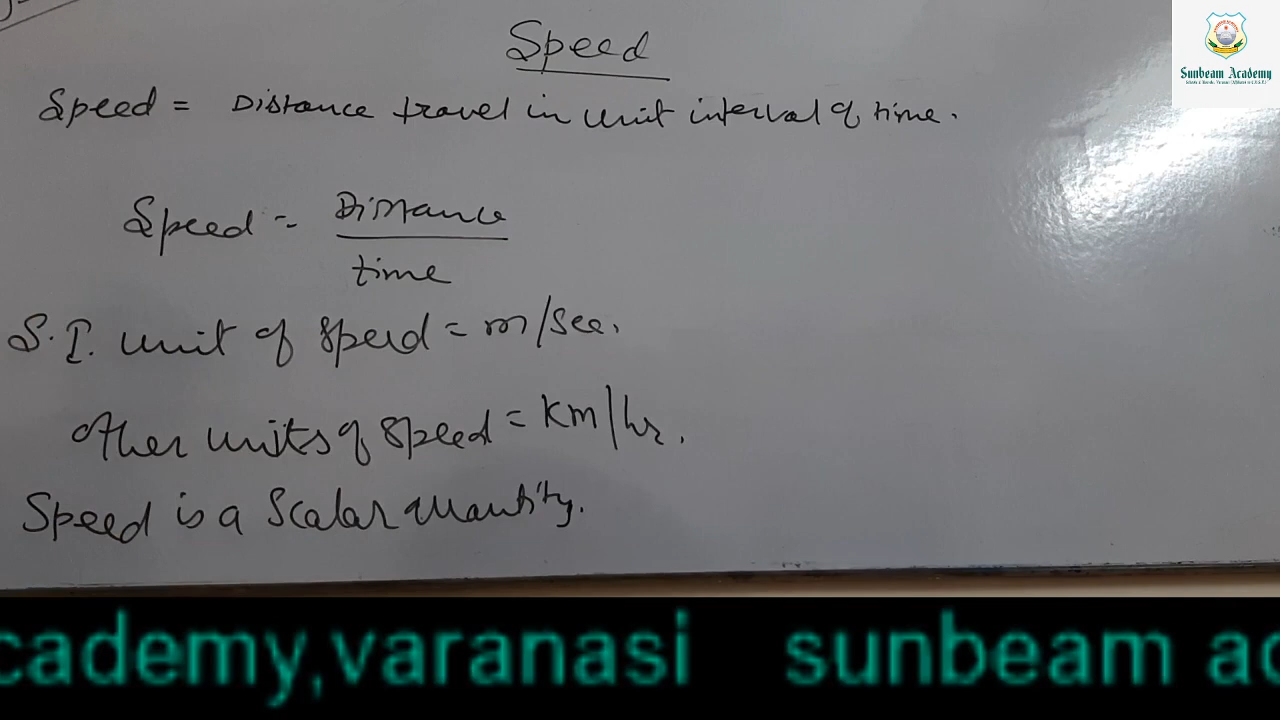 Speed
Speed = Distance travel in unit interval of time.
Speed = Distance
time
S.I. unit of speed = m/sec.
Other units of speed = Km/hr.
Speed is a Scalar quantity.
Sunbeam Academy
cademy,varanasi sunbeam ac